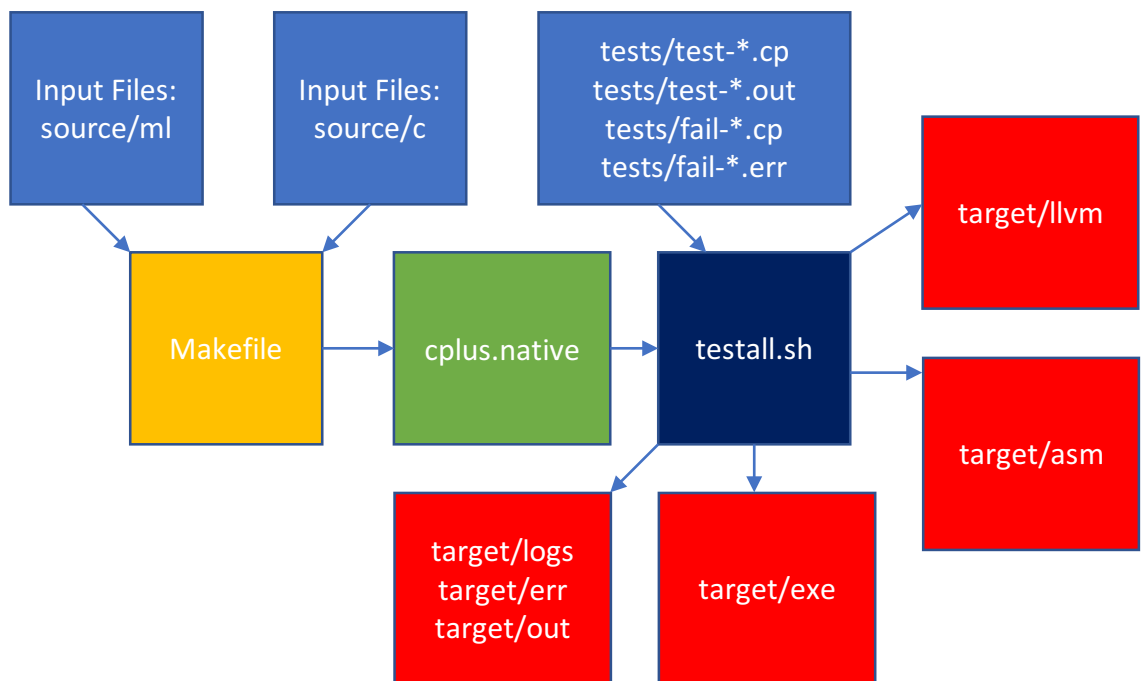 Input Files:
source/ml
Input Files:
source/c
tests/test-*.cp
tests/test-*.out
tests/fail-*.cp
tests/fail-*.err
target/llvm
Makefile
cplus.native
testall.sh
target/asm
target/logs
target/err
target/out
target/exe